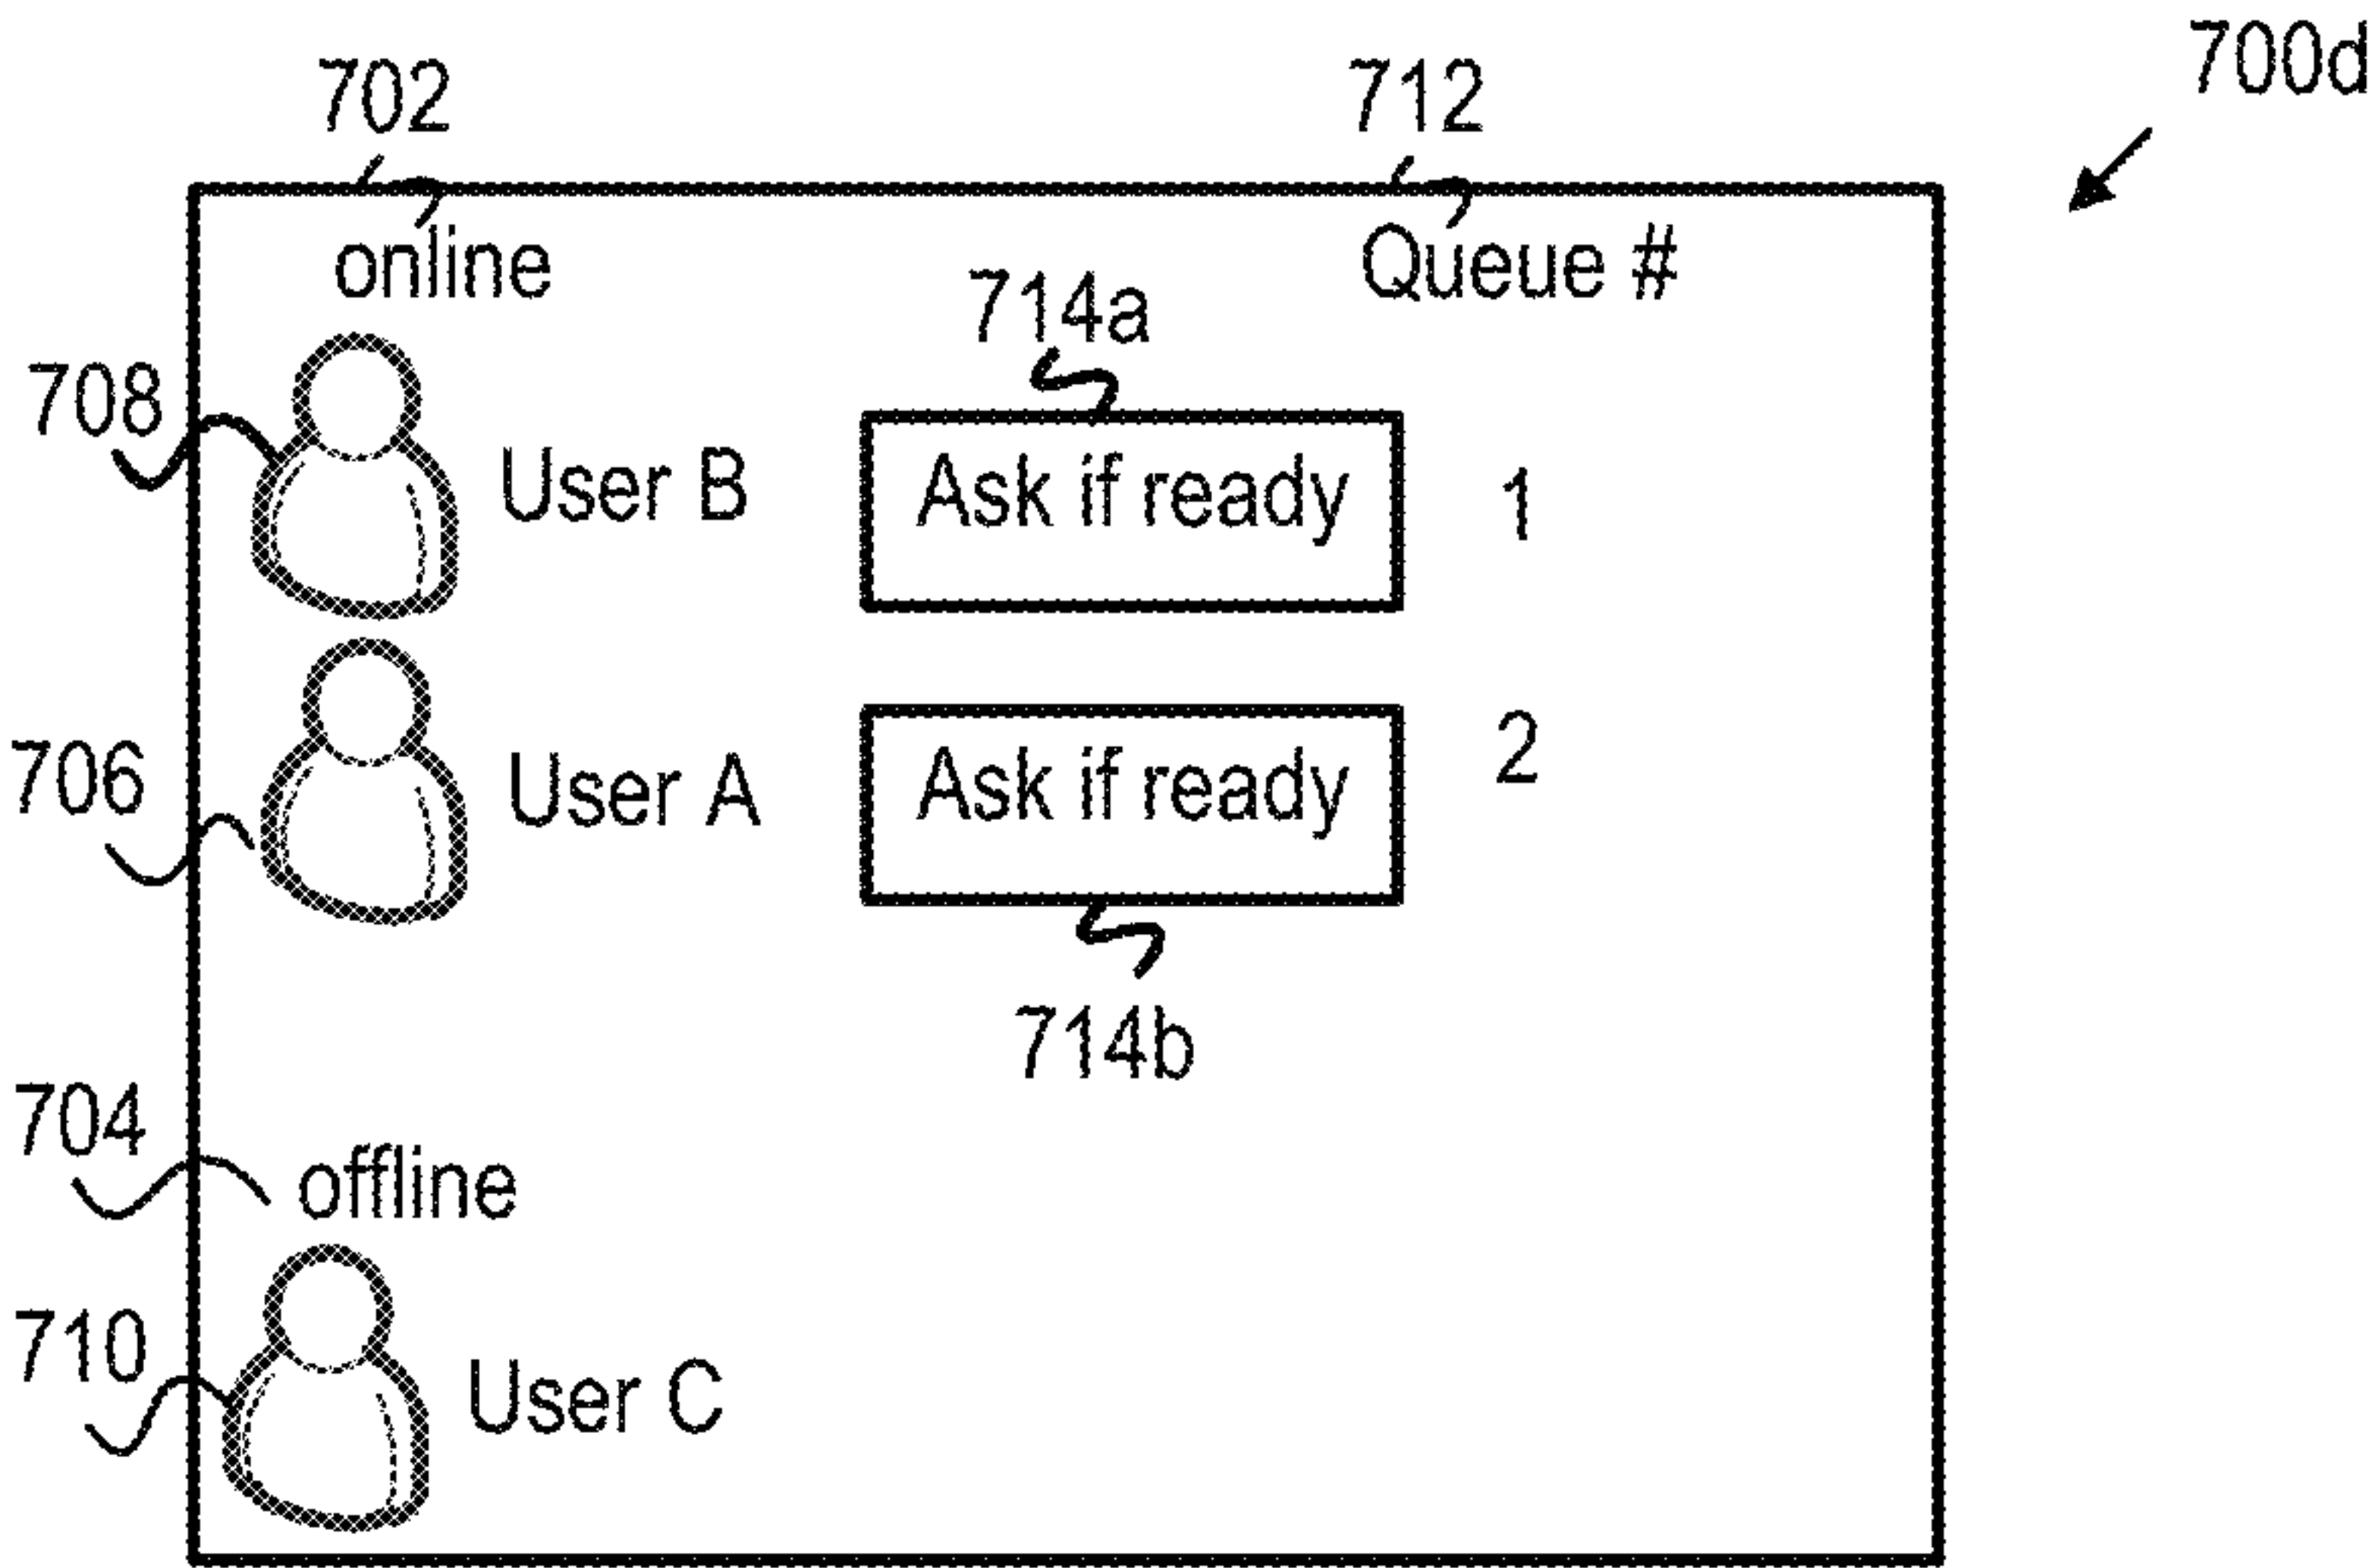 700d
702 712
online Queue #
714a
708
User B Ask if ready 1
706 User A Ask if ready 2
714b
704
offline
710
User C